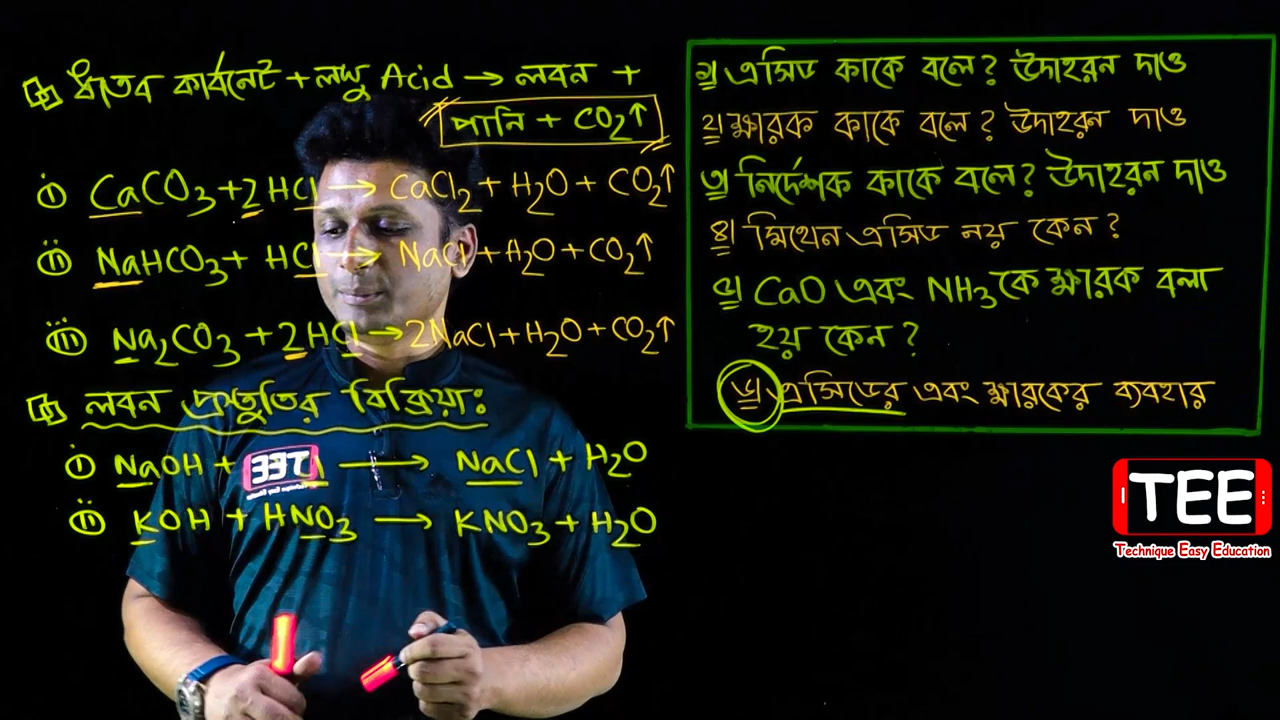 ধাতব কার্বনেট + লঘু Acid → লবন +
পানি + CO₂↑
i CaCO₃ + 2HCl → CaCl₂ + H₂O + CO₂↑
ii NaHCO₃ + HCl → NaCl + H₂O + CO₂↑
iii Na₂CO₃ + 2HCl → 2NaCl + H₂O + CO₂↑
লবন প্রস্তুতির বিক্রিয়াঃ
i NaOH + → NaCl + H₂O
ii KOH + HNO₃ → KNO₃ + H₂O
১। এসিড কাকে বলে? উদাহরন দাও
২। ক্ষারক কাকে বলে? উদাহরন দাও
৩। নির্দেশক কাকে বলে? উদাহরন দাও
৪। মিথেন এসিড নয় কেন?
৫। CaO এবং NH₃ কে ক্ষারক বলা
হয় কেন?
৬। এসিডের এবং ক্ষারকের ব্যবহার
TEE
TEE
Technique Easy Education